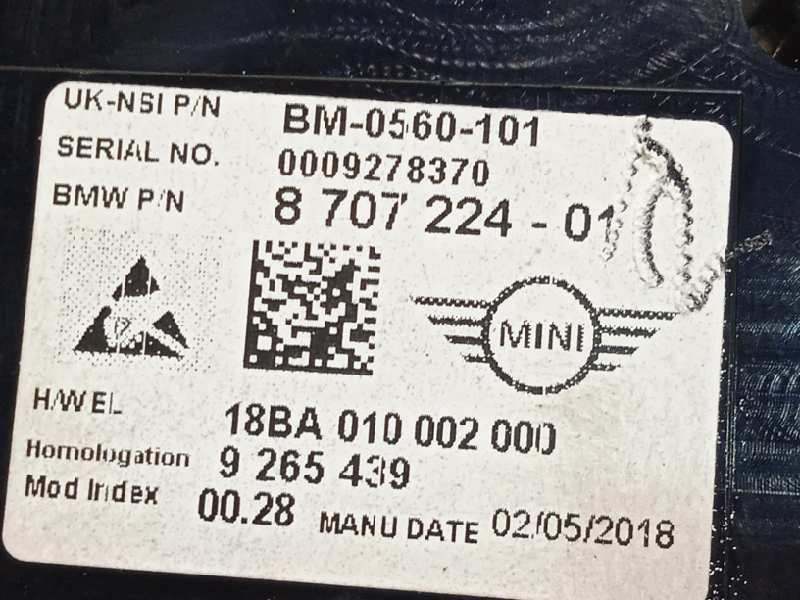 UK-NSI P/N BM-0560-101
SERIAL NO. 0009278370
BMW P/N 8 707 224 - 01
MINI
H/W EL 18BA 010 002 000
Homologation 9 265 439
Mod Index 00.28 MANU DATE 02/05/2018